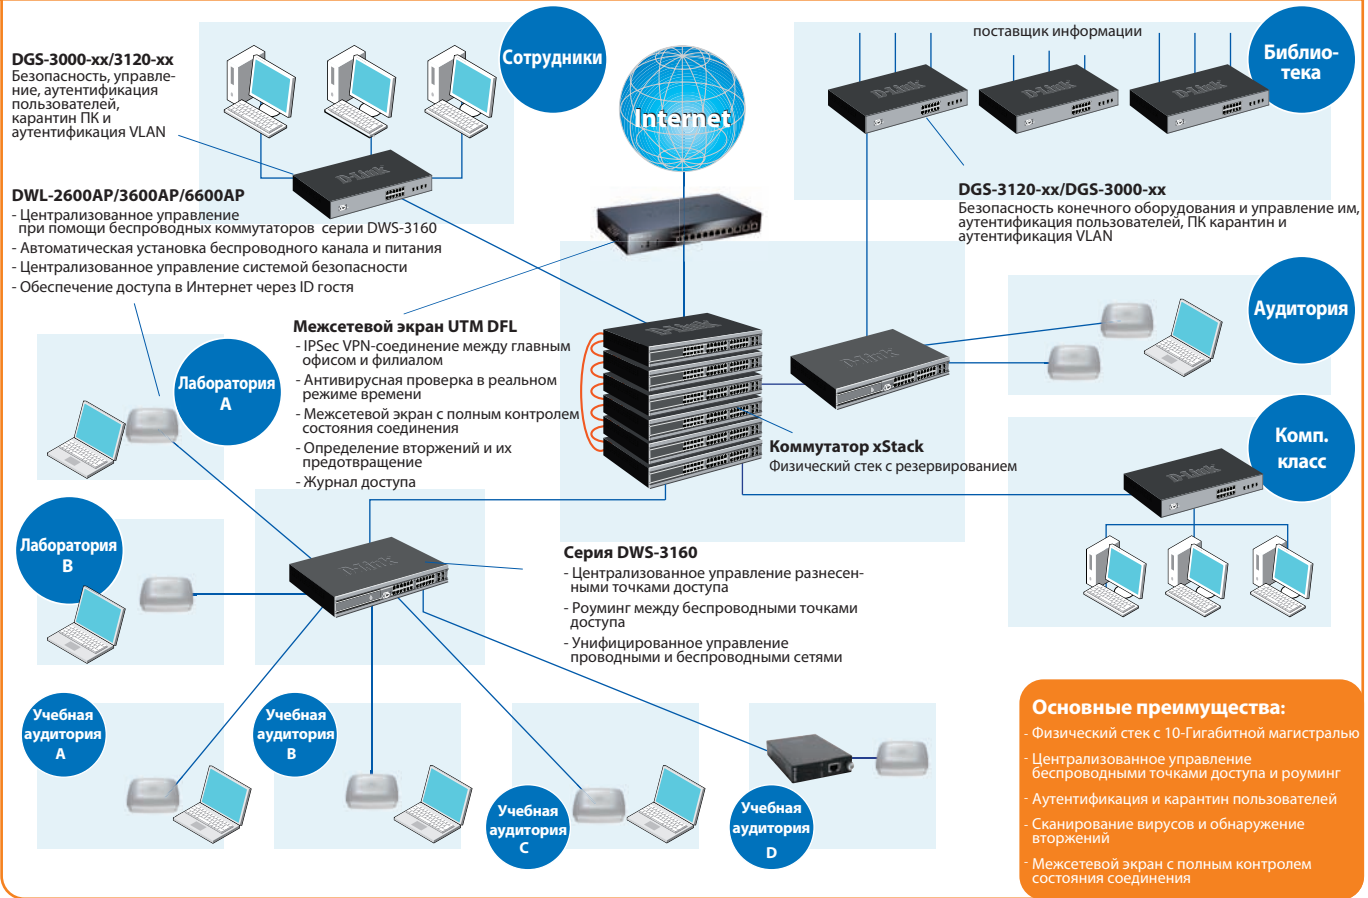 DGS-3000-xx/3120-xx
Безопасность, управле-
ние, аутентификация
пользователей,
карантин ПК и
аутентификация VLAN
Сотрудники
D-Link
Internet
поставщик информации
Библио-
тека
D-Link
D-Link
D-Link
DGS-3120-xx/DGS-3000-xx
Безопасность конечного оборудования и управление им,
аутентификация пользователей, ПК карантин и
аутентификация VLAN
DWL-2600AP/3600AP/6600AP
- Централизованное управление
при помощи беспроводных коммутаторов серии DWS-3160
- Автоматическая установка беспроводного канала и питания
- Централизованное управление системой безопасности
- Обеспечение доступа в Интернет через ID гостя
Межсетевой экран UTM DFL
- IPSec VPN-соединение между главным
офисом и филиалом
- Антивирусная проверка в реальном
режиме времени
- Межсетевой экран с полным контролем
состояния соединения
- Определение вторжений и их
предотвращение
- Журнал доступа
D-Link
D-Link
Аудитория
Лаборатория
A
Коммутатор xStack
Физический стек с резервированием
Комп.
класс
D-Link
Лаборатория
B
D-Link
Серия DWS-3160
- Централизованное управление разнесен-
ными точками доступа
- Роуминг между беспроводными точками
доступа
- Унифицированное управление
проводными и беспроводными сетями
Учебная
аудитория
A
Учебная
аудитория
B
Учебная
аудитория
C
Учебная
аудитория
D
Основные преимущества:
- Физический стек с 10-Гигабитной магистралью
- Централизованное управление
беспроводными точками доступа и роуминг
- Аутентификация и карантин пользователей
- Сканирование вирусов и обнаружение
вторжений
- Межсетевой экран с полным контролем
состояния соединения